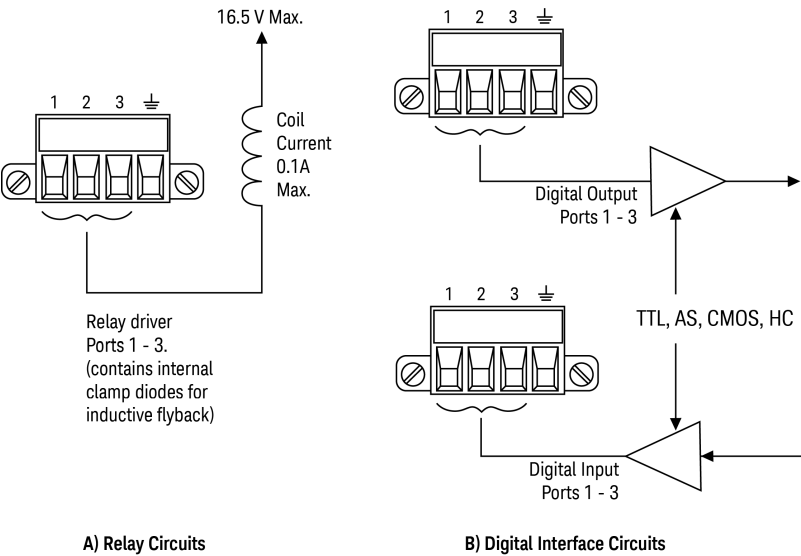 16.5 V Max.
1 2 3
Coil
Current
0.1A
Max.
Relay driver
Ports 1 - 3.
(contains internal
clamp diodes for
inductive flyback)
A) Relay Circuits
1 2 3
Digital Output
Ports 1 - 3
TTL, AS, CMOS, HC
1 2 3
Digital Input
Ports 1 - 3
B) Digital Interface Circuits